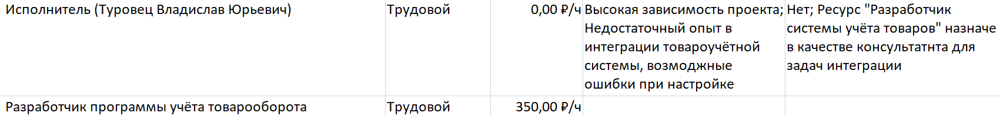 Исполнитель (Туровец Владислав Юрьевич) Трудовой 0,00 ₽/ч Высокая зависимость проекта; Нет; Ресурс "Разработчик
Недостаточный опыт в системы учёта товаров" назначе
интеграции товароучётной в качестве консультатнта для
системы, возмоджные задач интеграции
ошибки при настройке
Разработчик программы учёта товарооборота Трудовой 350,00 ₽/ч